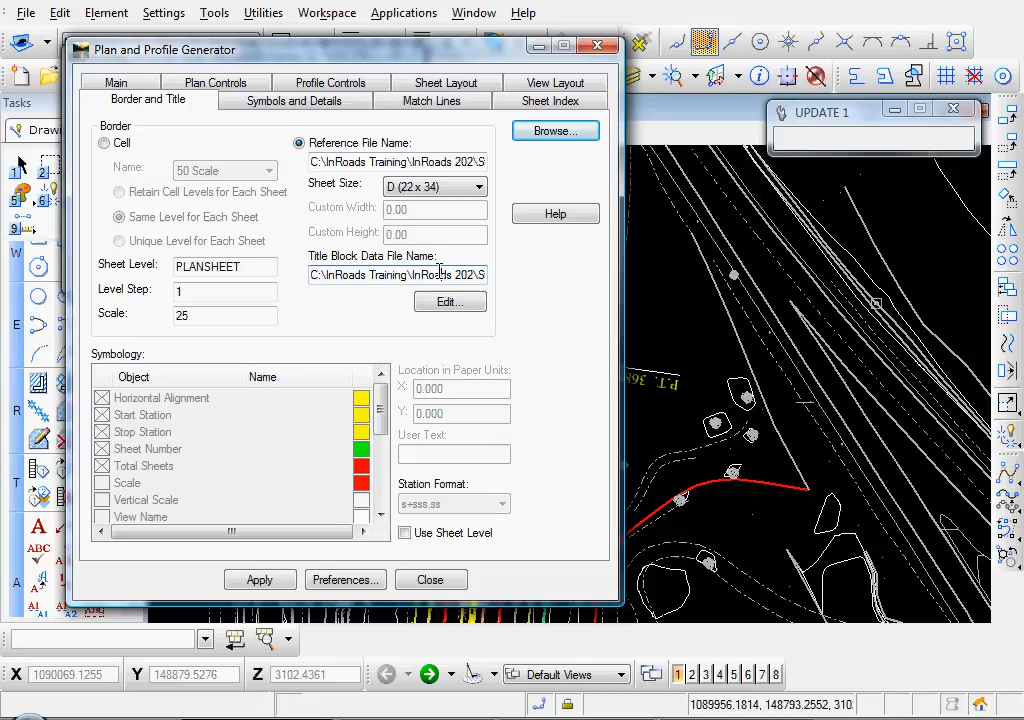 File Edit Element Settings Tools Utilities Workspace Applications Window Help
Plan and Profile Generator
Main Plan Controls Profile Controls Sheet Layout View Layout
Border and Title Symbols and Details Match Lines Sheet Index
Tasks
UPDATE 1
Border
Cell
Name: 50 Scale
Retain Cell Levels for Each Sheet
Same Level for Each Sheet
Unique Level for Each Sheet
Sheet Level: PLANSHEET
Level Step: 1
Scale: 25
Reference File Name:
C:\InRoads Training\InRoads 202\S
Sheet Size: D (22 x 34)
Custom Width: 0.00
Custom Height: 0.00
Title Block Data File Name:
C:\InRoads Training\InRoads 202\S
Edit...
Browse...
Help
Symbology:
Object Name
Horizontal Alignment
Start Station
Stop Station
Sheet Number
Total Sheets
Scale
Vertical Scale
View Name
Location in Paper Units:
X: 0.000
Y: 0.000
User Text:
Station Format:
s+sss.ss
Use Sheet Level
Apply Preferences... Close
X 1090069.1255 Y 148879.5276 Z 3102.4361 Default Views 1 2 3 4 5 6 7 8
1089956.1814, 148793.2552, 310